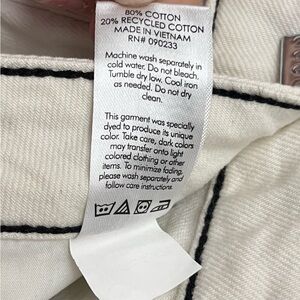 80% COTTON
20% RECYCLED COTTON
MADE IN VIETNAM
RN# 090233
Machine wash separately in
cold water. Do not bleach.
Tumble dry low. Cool iron
as needed. Do not dry
clean.
This garment was specially
dyed to produce its unique
color. Take care, dark colors
may transfer onto light
colored clothing or other
items. To minimize fading,
please wash separately and
follow care instructions.